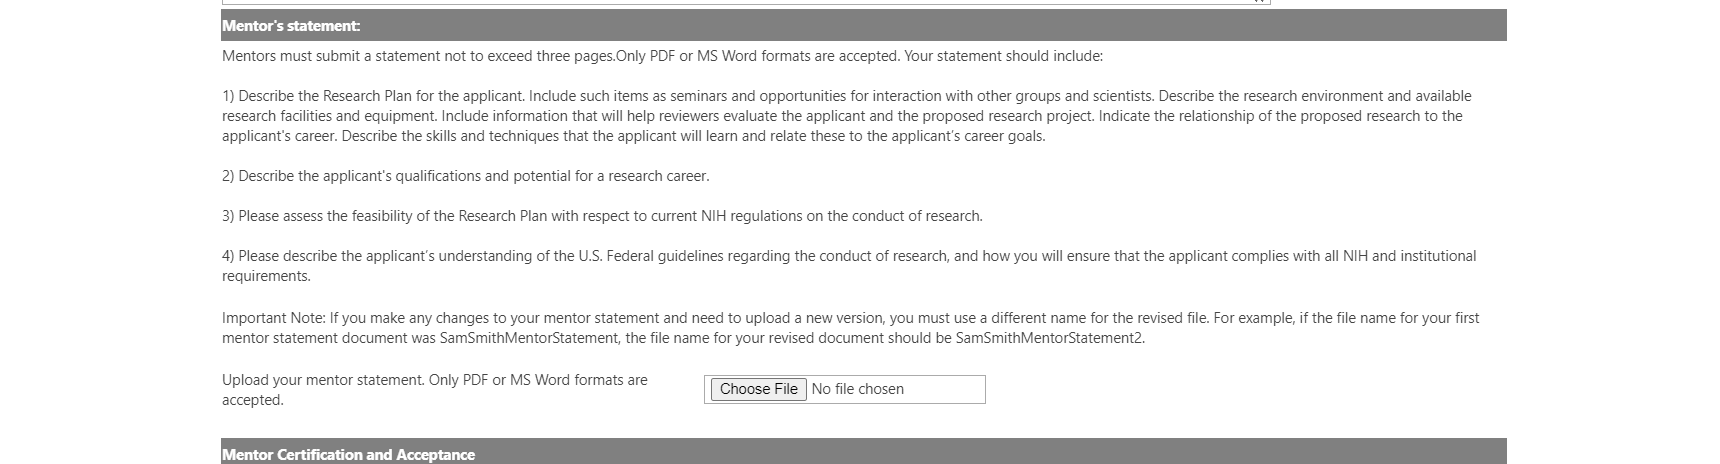 Mentor's statement:
Mentors must submit a statement not to exceed three pages.Only PDF or MS Word formats are accepted. Your statement should include:
1) Describe the Research Plan for the applicant. Include such items as seminars and opportunities for interaction with other groups and scientists. Describe the research environment and available
research facilities and equipment. Include information that will help reviewers evaluate the applicant and the proposed research project. Indicate the relationship of the proposed research to the
applicant's career. Describe the skills and techniques that the applicant will learn and relate these to the applicant's career goals.
2) Describe the applicant's qualifications and potential for a research career.
3) Please assess the feasibility of the Research Plan with respect to current NIH regulations on the conduct of research.
4) Please describe the applicant's understanding of the U.S. Federal guidelines regarding the conduct of research, and how you will ensure that the applicant complies with all NIH and institutional
requirements.
Important Note: If you make any changes to your mentor statement and need to upload a new version, you must use a different name for the revised file. For example, if the file name for your first
mentor statement document was SamSmithMentorStatement, the file name for your revised document should be SamSmithMentorStatement2.
Upload your mentor statement. Only PDF or MS Word formats are
accepted.
Choose File No file chosen
Mentor Certification and Acceptance